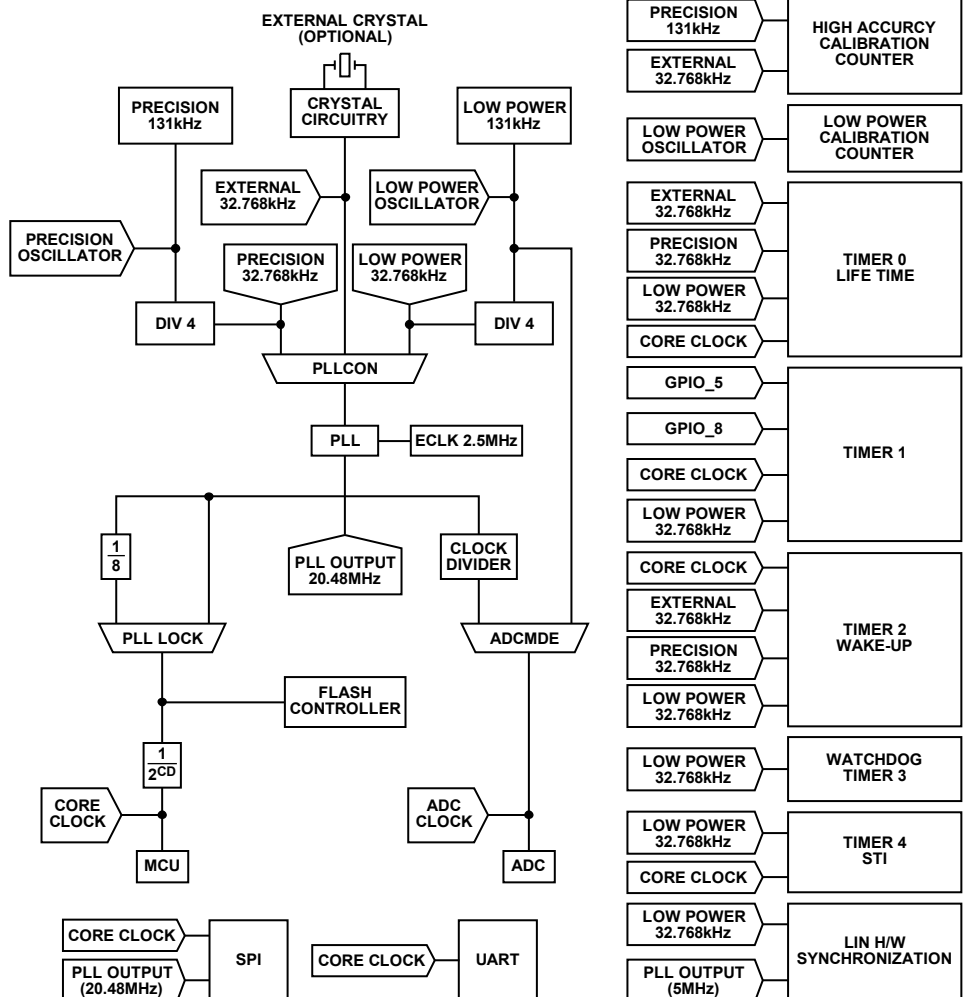 EXTERNAL CRYSTAL
(OPTIONAL)
PRECISION
131kHz
CRYSTAL
CIRCUITRY
LOW POWER
131kHz
EXTERNAL
32.768kHz
LOW POWER
OSCILLATOR
PRECISION
OSCILLATOR
PRECISION
32.768kHz
LOW POWER
32.768kHz
DIV 4
DIV 4
PLLCON
PLL
ECLK 2.5MHz
1
8
PLL OUTPUT
20.48MHz
CLOCK
DIVIDER
PLL LOCK
ADCMDE
FLASH
CONTROLLER
1
2CD
CORE
CLOCK
ADC
CLOCK
MCU
ADC
CORE CLOCK
PLL OUTPUT
(20.48MHz)
SPI
CORE CLOCK
UART
PRECISION
131kHz
EXTERNAL
32.768kHz
HIGH ACCURCY
CALIBRATION
COUNTER
LOW POWER
OSCILLATOR
LOW POWER
CALIBRATION
COUNTER
EXTERNAL
32.768kHz
PRECISION
32.768kHz
LOW POWER
32.768kHz
CORE CLOCK
TIMER 0
LIFE TIME
GPIO_5
GPIO_8
CORE CLOCK
LOW POWER
32.768kHz
TIMER 1
CORE CLOCK
EXTERNAL
32.768kHz
PRECISION
32.768kHz
LOW POWER
32.768kHz
TIMER 2
WAKE-UP
LOW POWER
32.768kHz
WATCHDOG
TIMER 3
LOW POWER
32.768kHz
CORE CLOCK
TIMER 4
STI
LOW POWER
32.768kHz
PLL OUTPUT
(5MHz)
LIN H/W
SYNCHRONIZATION